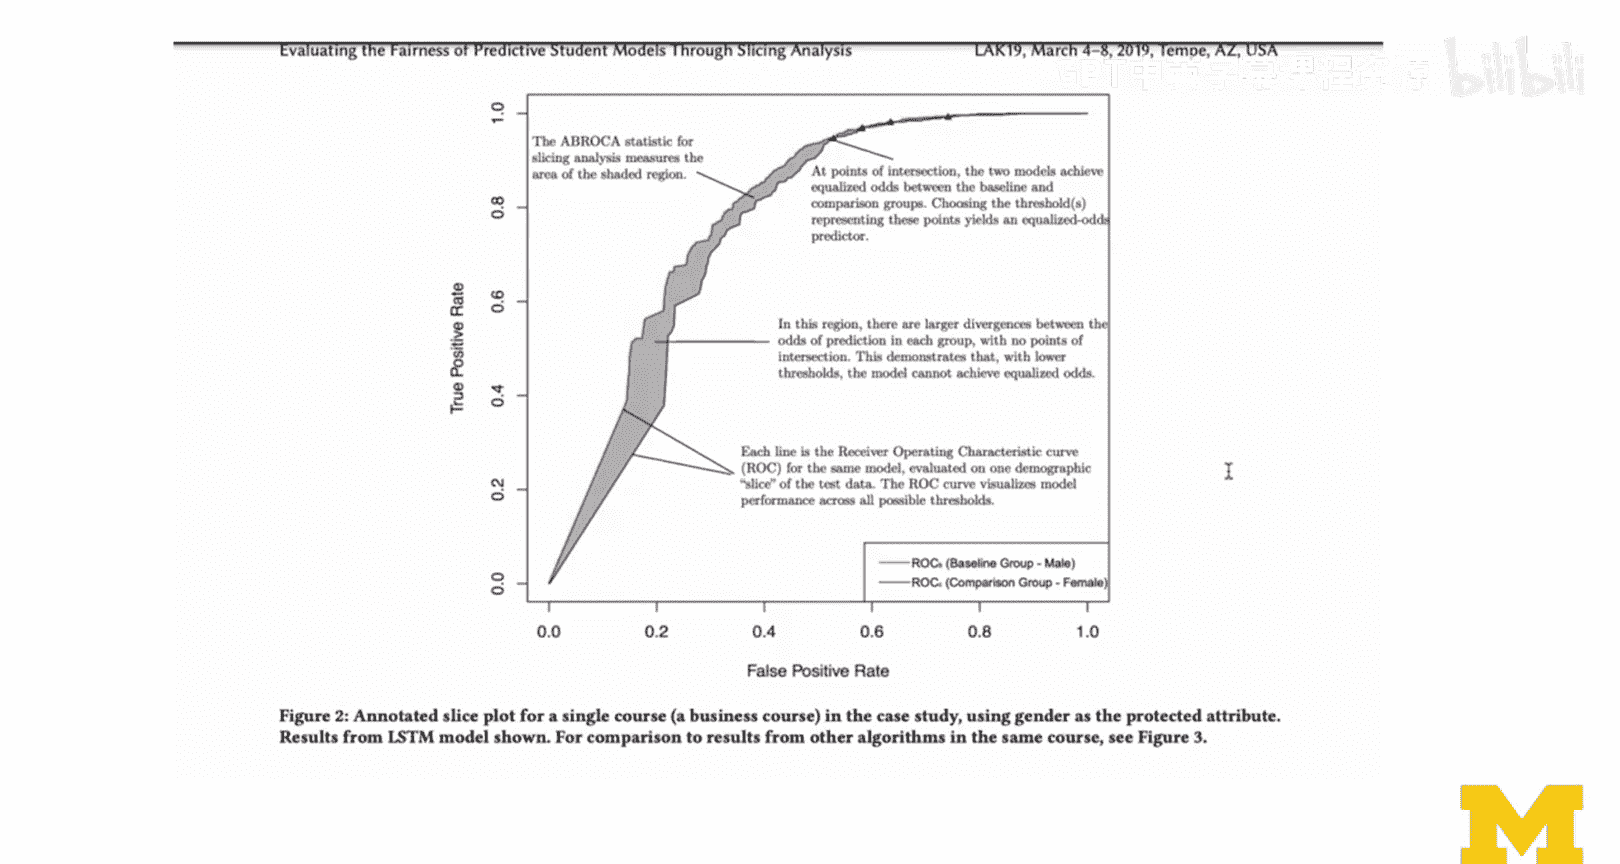 Evaluating the Fairness of Predictive Student Models Through Slicing Analysis
LAK19, March 4–8, 2019, Tempe, AZ, USA
bilibili
The ABROCA statistic for
slicing analysis measures the
area of the shaded region.
At points of intersection, the two models achieve
equalized odds between the baseline and
comparison groups. Choosing the threshold(s)
representing these points yields an equalized-odds
predictor.
In this region, there are larger divergences between the
odds of prediction in each group, with no points of
intersection. This demonstrates that, with lower
thresholds, the model cannot achieve equalized odds.
Each line is the Receiver Operating Characteristic curve
(ROC) for the same model, evaluated on one demographic
“slice” of the test data. The ROC curve visualizes model
performance across all possible thresholds.
True Positive Rate
1.0
0.8
0.6
0.4
0.2
0.0
ROC (Baseline Group - Male)
ROC (Comparison Group - Female)
0.0 0.2 0.4 0.6 0.8 1.0
False Positive Rate
Figure 2: Annotated slice plot for a single course (a business course) in the case study, using gender as the protected attribute.
Results from LSTM model shown. For comparison to results from other algorithms in the same course, see Figure 3.
M